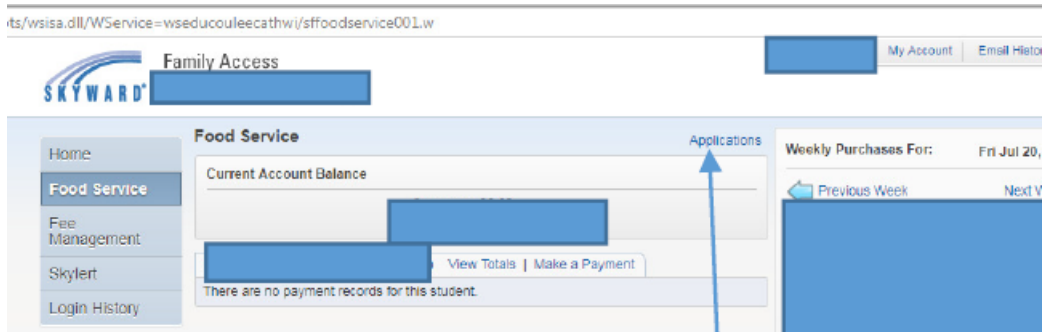 ts/wsisa.dll/WService=wseducouleecathwi/sffoodservice001.w
Family Access
SKYWARD
My Account
Email Histo
Home
Food Service
Fee
Management
Skylert
Login History
Food Service
Applications
Current Account Balance
View Totals | Make a Payment
There are no payment records for this student.
Weekly Purchases For:
Fri Jul 20,
Previous Week
Next W